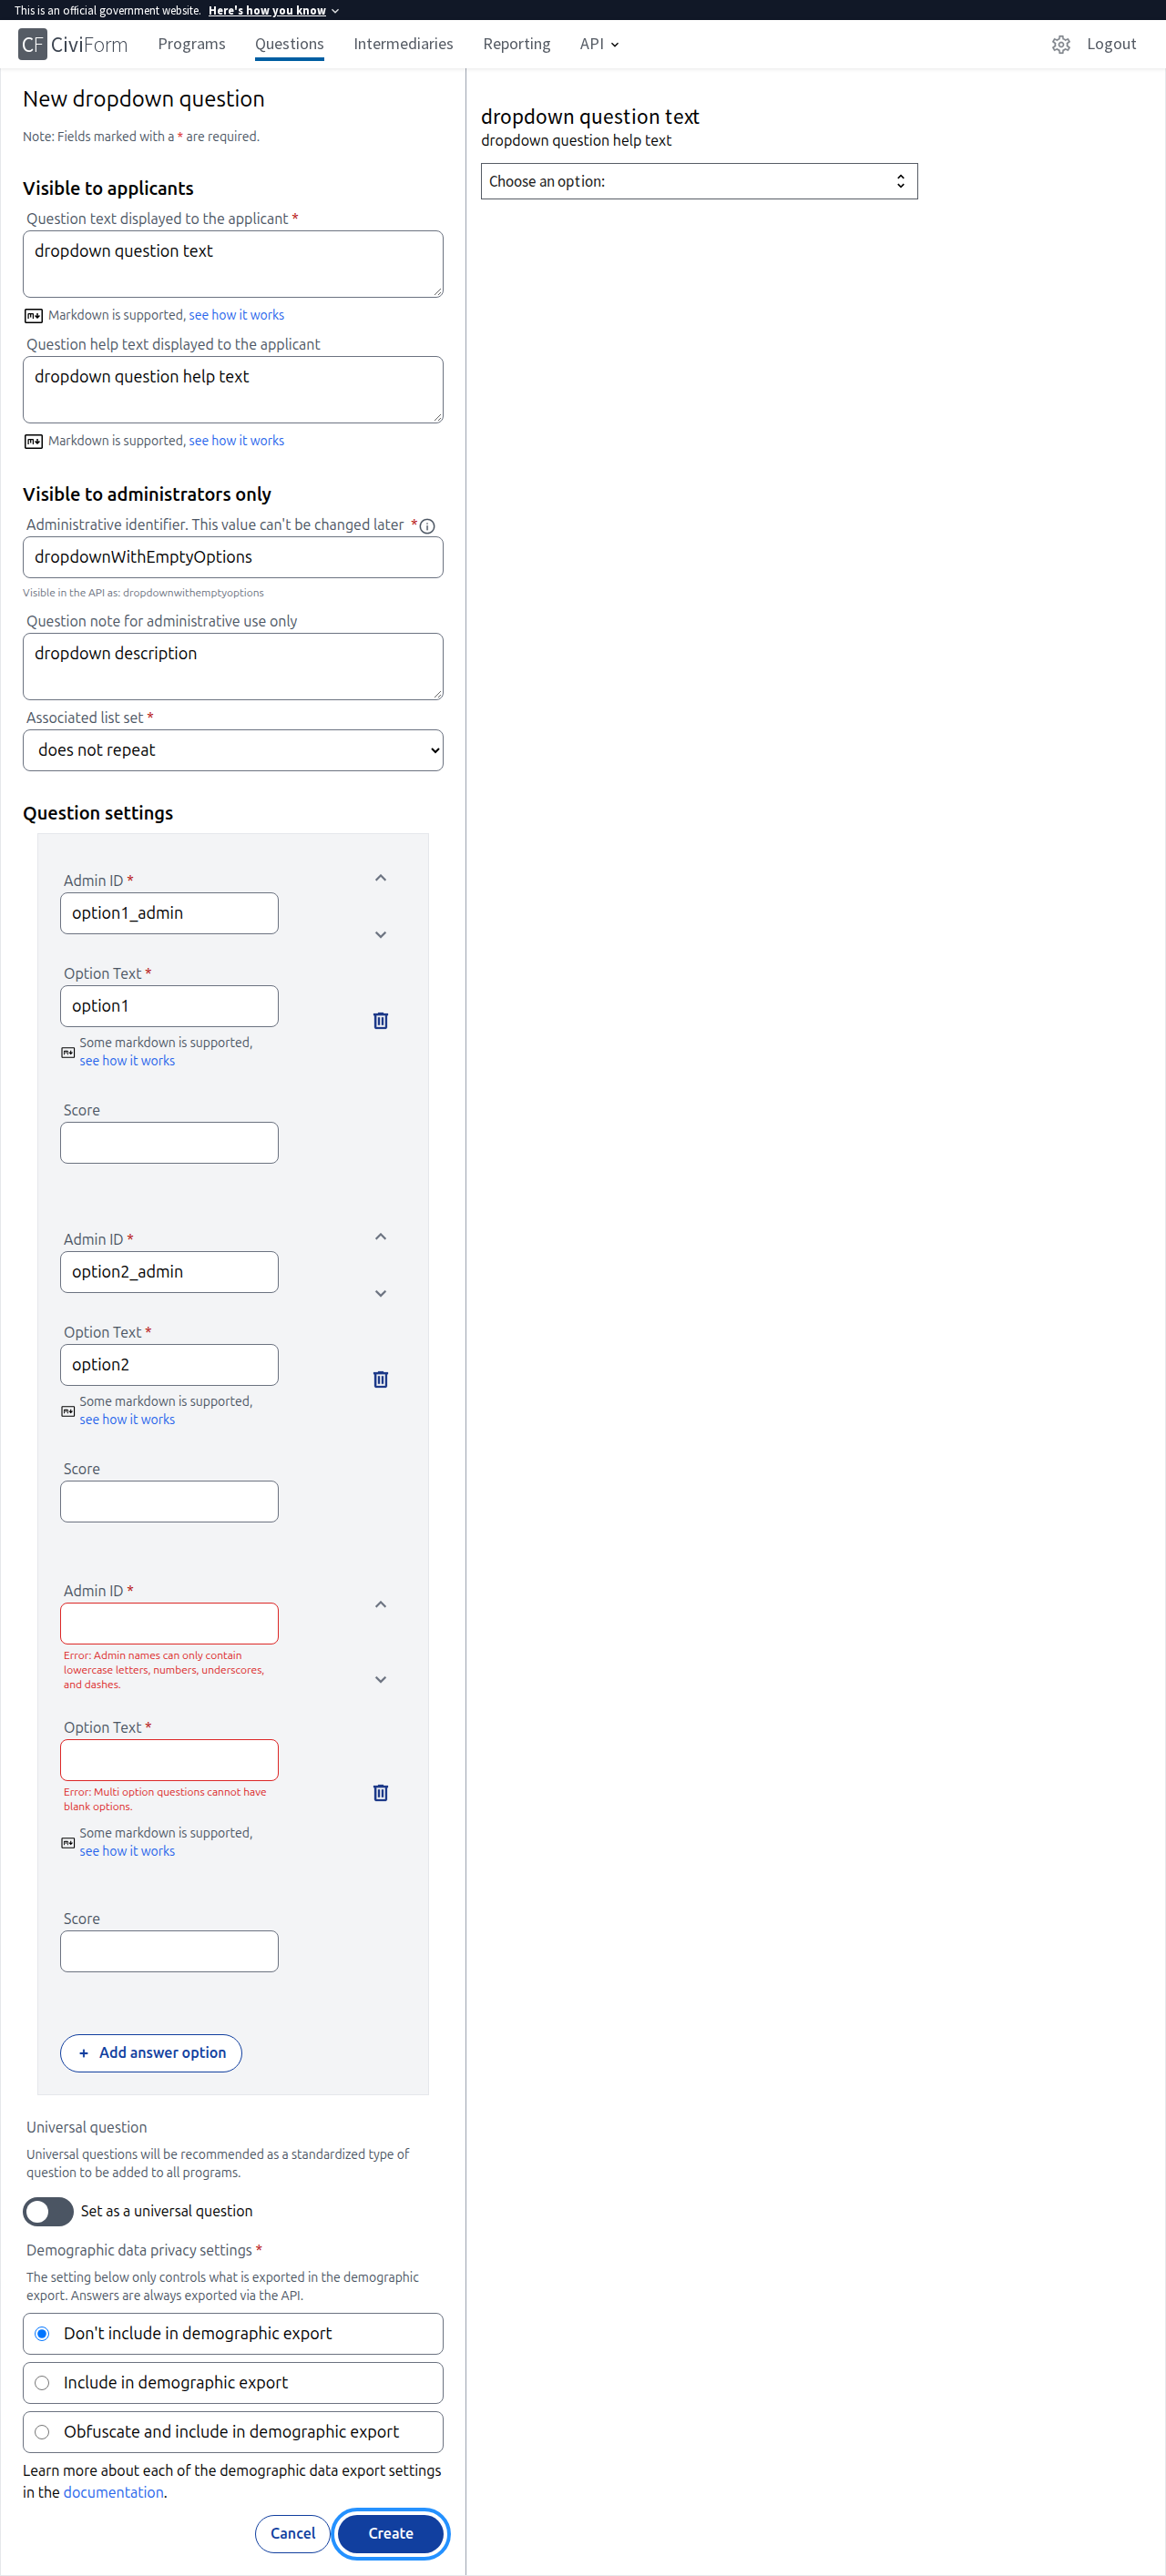 This is an official government website. Here's how you know
CF CiviForm Programs Questions Intermediaries Reporting API Logout
New dropdown question
Note: Fields marked with a * are required.
Visible to applicants
Question text displayed to the applicant *
dropdown question text
Markdown is supported, see how it works
Question help text displayed to the applicant
dropdown question help text
Markdown is supported, see how it works
Visible to administrators only
Administrative identifier. This value can't be changed later *
dropdownWithEmptyOptions
Visible in the API as: dropdownwithemptyoptions
Question note for administrative use only
dropdown description
Associated list set *
does not repeat
Question settings
Admin ID *
option1_admin
Option Text *
option1
Some markdown is supported,
see how it works
Score
Admin ID *
option2_admin
Option Text *
option2
Some markdown is supported,
see how it works
Score
Admin ID *
Error: Admin names can only contain
lowercase letters, numbers, underscores,
and dashes.
Option Text *
Error: Multi option questions cannot have
blank options.
Some markdown is supported,
see how it works
Score
+ Add answer option
Universal question
Universal questions will be recommended as a standardized type of
question to be added to all programs.
Set as a universal question
Demographic data privacy settings *
The setting below only controls what is exported in the demographic
export. Answers are always exported via the API.
Don't include in demographic export
Include in demographic export
Obfuscate and include in demographic export
Learn more about each of the demographic data export settings
in the documentation.
Cancel Create
dropdown question text
dropdown question help text
Choose an option: